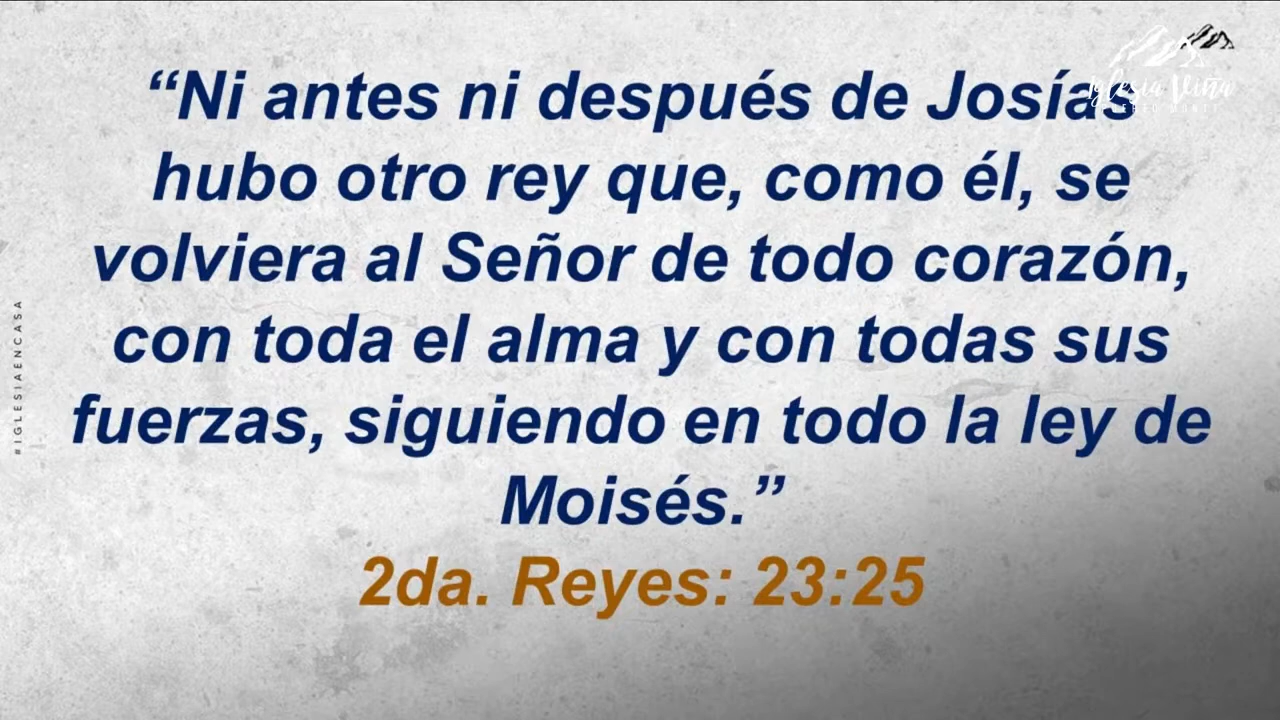 “Ni antes ni después de Josías
hubo otro rey que, como él, se
volviera al Señor de todo corazón,
con toda el alma y con todas sus
fuerzas, siguiendo en todo la ley de
Moisés.”
2da. Reyes: 23:25
Iglesia Viña
#IGLESIAENCASA